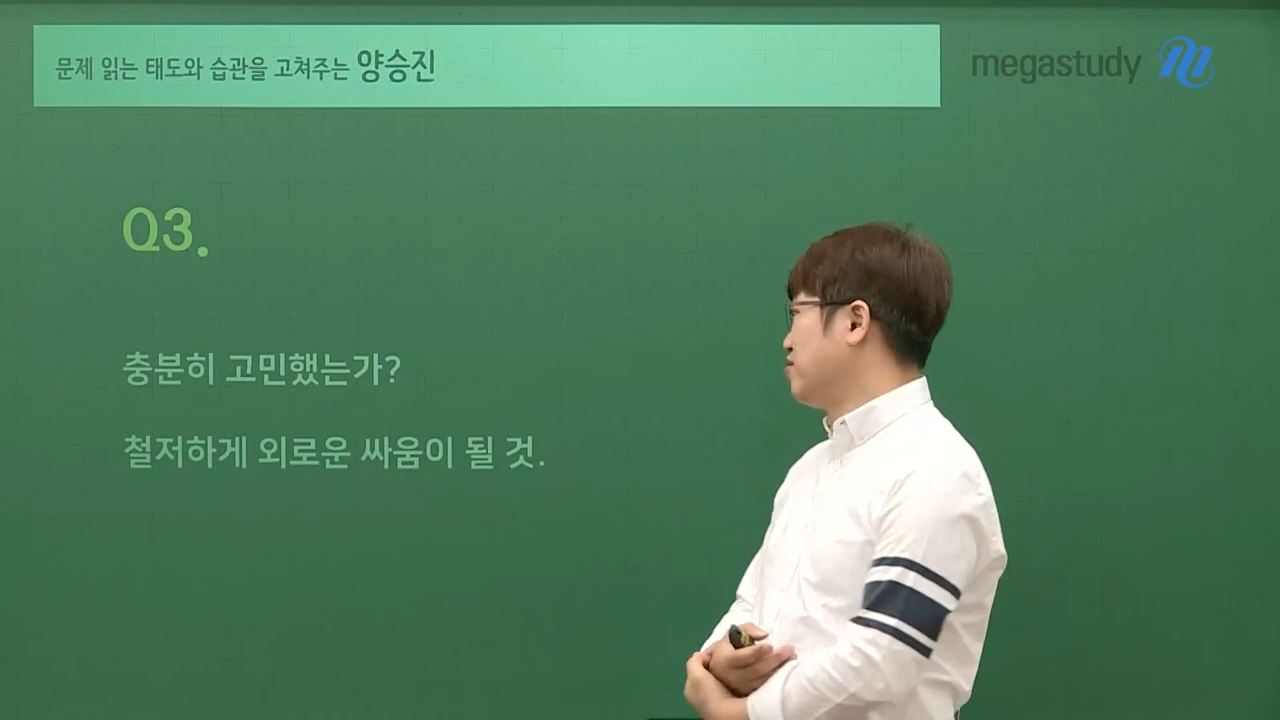 문제 읽는 태도와 습관을 고쳐주는 양승진
megastudy
Q3.
충분히 고민했는가?
철저하게 외로운 싸움이 될 것.